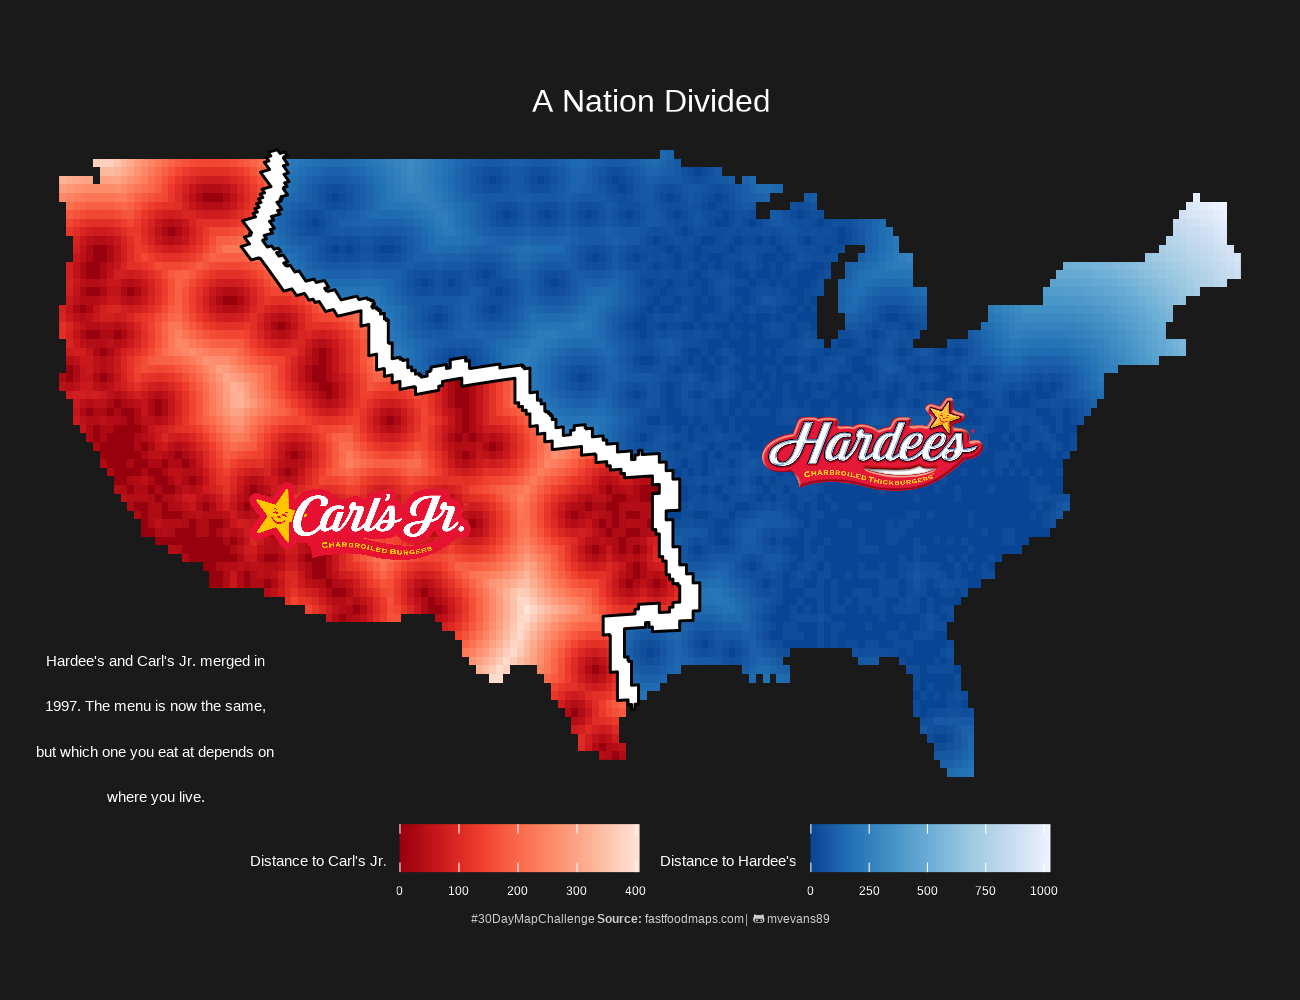 A Nation Divided
Hardee's
CHARBROILED THICKBURGERS
Carl's Jr.
CHARBROILED BURGERS
Hardee's and Carl's Jr. merged in
1997. The menu is now the same,
but which one you eat at depends on
where you live.
Distance to Carl's Jr.
0 100 200 300 400
Distance to Hardee's
0 250 500 750 1000
#30DayMapChallenge Source: fastfoodmaps.com| mvevans89